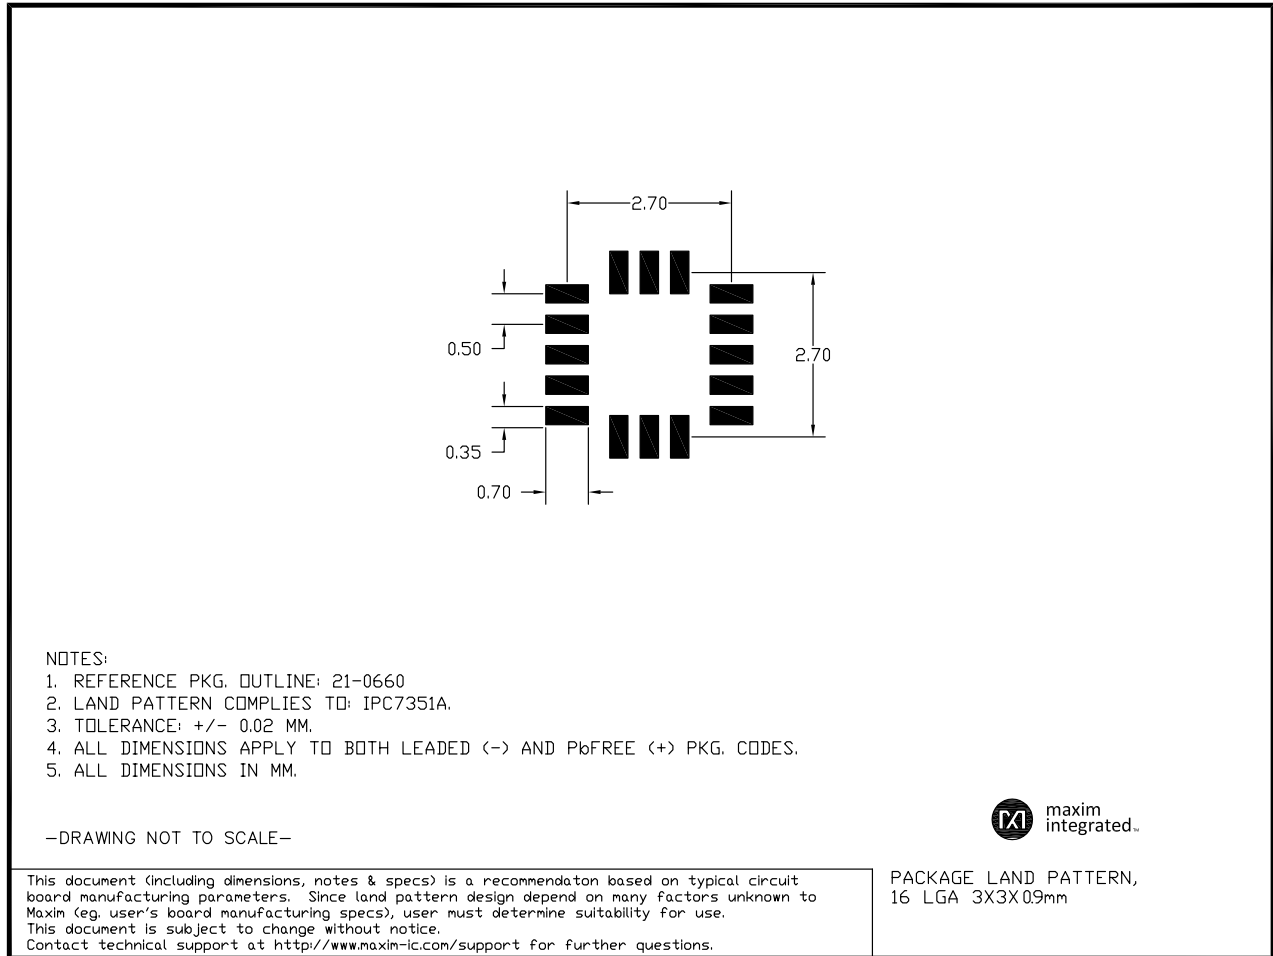 2.70
0.50
2.70
0.35
0.70
NOTES:
1. REFERENCE PKG. OUTLINE: 21-0660
2. LAND PATTERN COMPLIES TO: IPC7351A.
3. TOLERANCE: +/- 0.02 MM.
4. ALL DIMENSIONS APPLY TO BOTH LEADED (-) AND PbFREE (+) PKG. CODES.
5. ALL DIMENSIONS IN MM.
-DRAWING NOT TO SCALE-
maxim
integrated™
This document (including dimensions, notes & specs) is a recommendaton based on typical circuit
board manufacturing parameters. Since land pattern design depend on many factors unknown to
Maxim (eg. user's board manufacturing specs), user must determine suitability for use.
This document is subject to change without notice.
Contact technical support at http://www.maxim-ic.com/support for further questions.
PACKAGE LAND PATTERN,
16 LGA 3X3X0.9mm